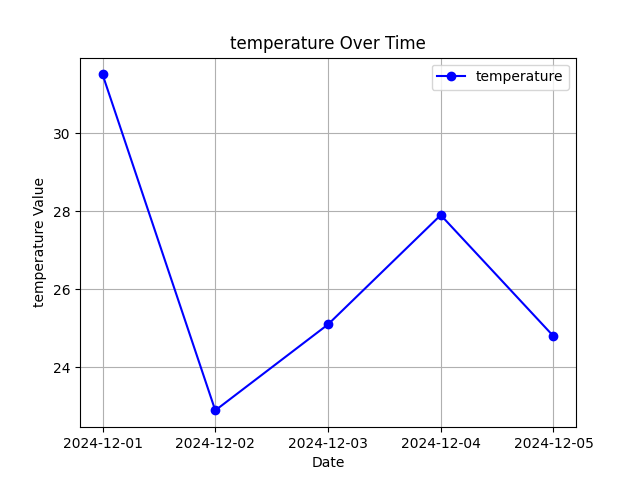 temperature Over Time
temperature
30
28
26
24
temperature Value
2024-12-01 2024-12-02 2024-12-03 2024-12-04 2024-12-05
Date